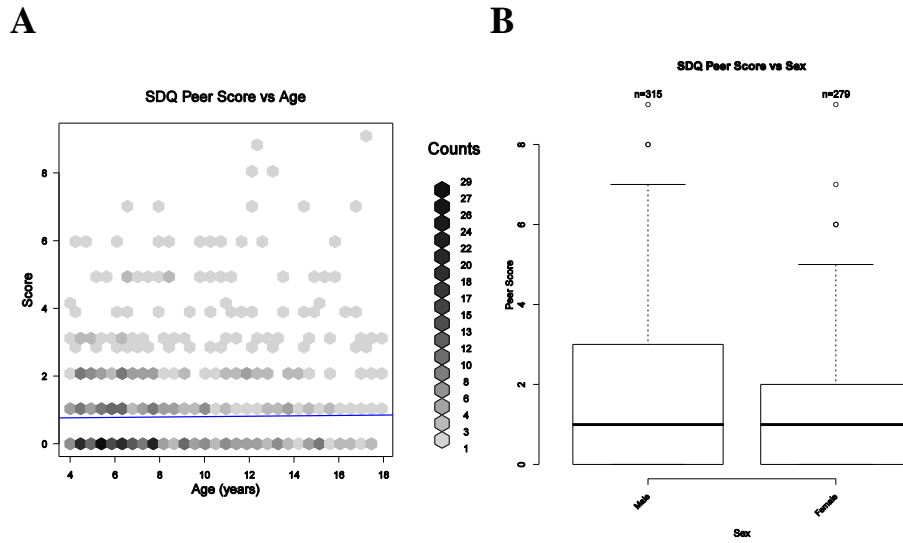 A
SDQ Peer Score vs Age
Score
8
6
4
2
0
4 6 8 10 12 14 16 18
Age (years)
Counts
29
27
26
24
22
20
18
17
15
13
12
10
8
6
4
3
1
B
SDQ Peer Score vs Sex
n=315 n=279
Peer Score
8
6
4
2
0
Male Female
Sex